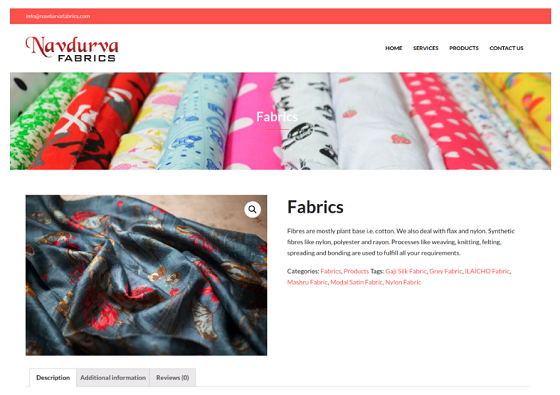 info@navdurvafabrics.com
Navdurva
FABRICS
HOME SERVICES PRODUCTS CONTACT US
Fabrics
Fabrics
Fibres are mostly plant base i.e. cotton. We also deal with flax and nylon. Synthetic
fibres like nylon, polyester and rayon. Processes like weaving, knitting, felting,
spreading and bonding are used to fulfill all your requirements.
Categories: Fabrics, Products Tags: Gaji Silk Fabric, Grey Fabric, ILAICHO Fabric,
Mashru Fabric, Modal Satin Fabric, Nylon Fabric
Description Additional information Reviews (0)